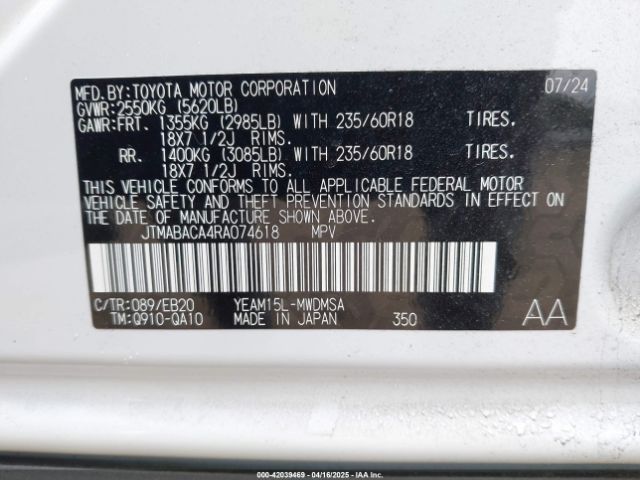 MFD.BY:TOYOTA MOTOR CORPORATION 07/24
GVWR:2550KG (5620LB)
GAWR:FRT. 1355KG (2985LB) WITH 235/60R18 TIRES.
18X7 1/2J RIMS.
RR. 1400KG (3085LB) WITH 235/60R18 TIRES.
18X7 1/2J RIMS.
THIS VEHICLE CONFORMS TO ALL APPLICABLE FEDERAL MOTOR
VEHICLE SAFETY AND THEFT PREVENTION STANDARDS IN EFFECT ON
THE DATE OF MANUFACTURE SHOWN ABOVE.
JTMABACA4RA074618 MPV
C/TR:089/EB20 YEAM15L-MWDMSA
TM:Q910-QA10 MADE IN JAPAN 350 AA
000-42039469 - 04/16/2025 - IAA Inc.